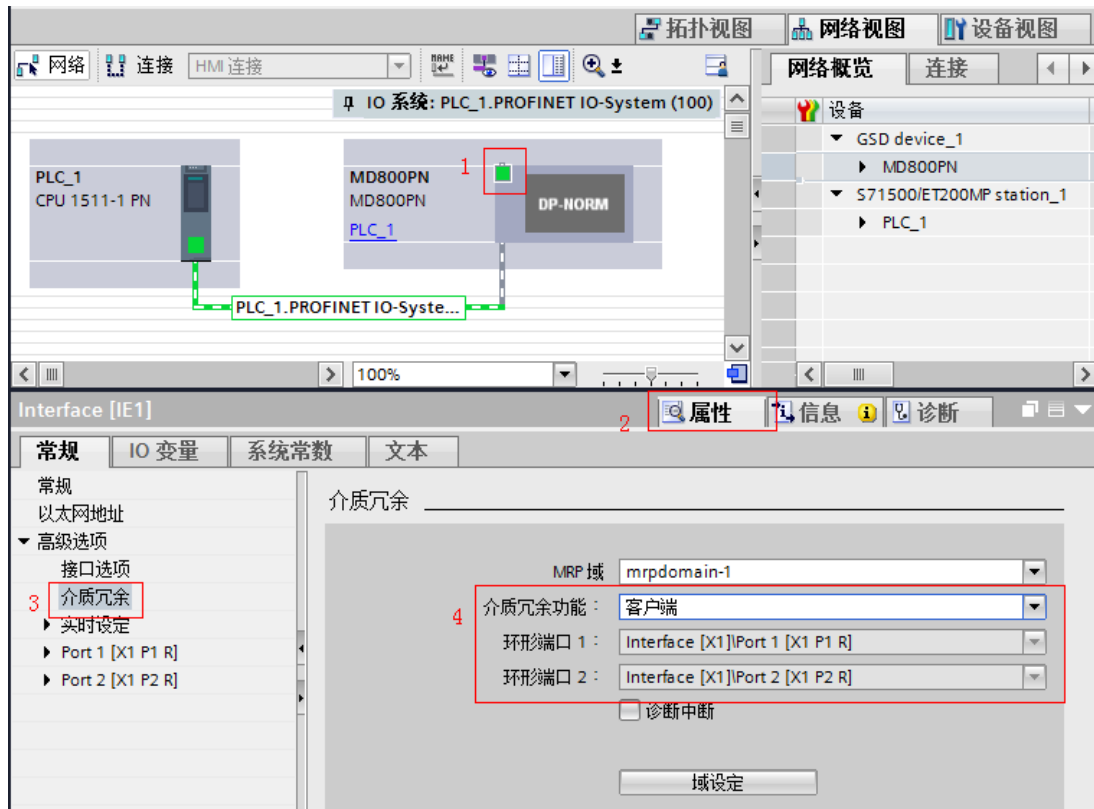 拓扑视图 网络视图 设备视图
网络 连接 HMI 连接 网络概览 连接
IO 系统: PLC_1.PROFINET IO-System (100)
设备
GSD device_1
MD800PN
S71500/ET200MP station_1
PLC_1
PLC_1
CPU 1511-1 PN
1
MD800PN
MD800PN
PLC_1
DP-NORM
PLC_1.PROFINET IO-Syste...
100%
Interface [IE1]
2
属性 信息 诊断
常规 IO 变量 系统常数 文本
常规
以太网地址
高级选项
接口选项
3
介质冗余
实时设定
Port 1 [X1 P1 R]
Port 2 [X1 P2 R]
介质冗余
MRP 域 mrpdomain-1
4
介质冗余功能： 客户端
环形端口 1： Interface [X1]\Port 1 [X1 P1 R]
环形端口 2： Interface [X1]\Port 2 [X1 P2 R]
诊断中断
域设定